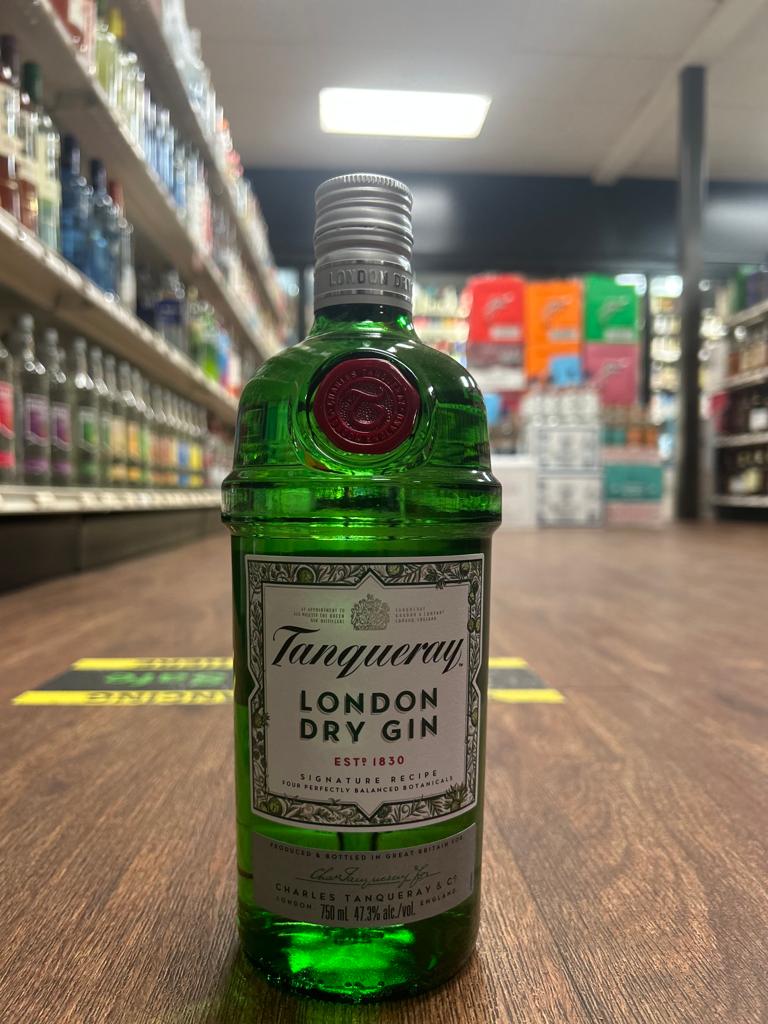 LONDON DRY
Tanqueray
LONDON
DRY GIN
ESTD 1830
SIGNATURE RECIPE
FOUR PERFECTLY BALANCED BOTANICALS
PRODUCED & BOTTLED IN GREAT BRITAIN FOR
CHARLES TANQUERAY & CO
LONDON ENGLAND
750 mL 47.3% alc./vol.